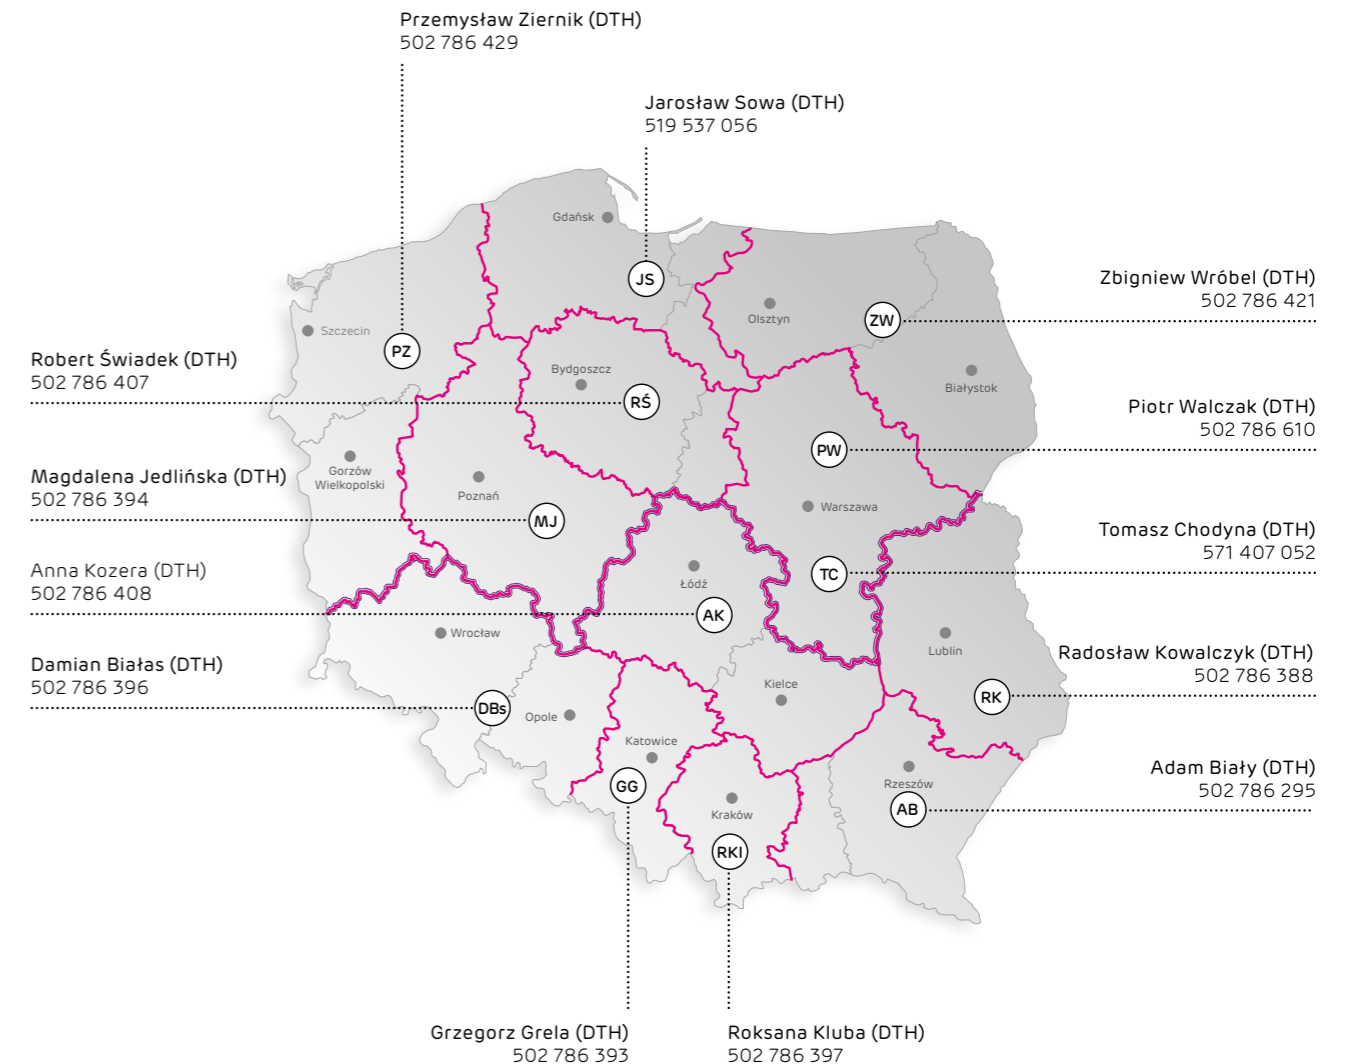 Przemysław Ziernik (DTH)
502 786 429
Jarosław Sowa (DTH)
519 537 056
Gdańsk
JS
Zbigniew Wróbel (DTH)
502 786 421
Olsztyn
ZW
Szczecin
PZ
Robert Świadek (DTH)
502 786 407
Bydgoszcz
RŚ
Białystok
Piotr Walczak (DTH)
502 786 610
PW
Gorzów
Wielkopolski
Magdalena Jedlińska (DTH)
502 786 394
Poznań
MJ
Warszawa
Tomasz Chodyna (DTH)
571 407 052
TC
Anna Kozera (DTH)
502 786 408
Łódź
AK
Wrocław
Lublin
Radosław Kowalczyk (DTH)
502 786 388
RK
Damian Białas (DTH)
502 786 396
DBs
Opole
Kielce
Katowice
GG
Rzeszów
AB
Adam Biały (DTH)
502 786 295
Kraków
RKl
Grzegorz Grela (DTH)
502 786 393
Roksana Kluba (DTH)
502 786 397